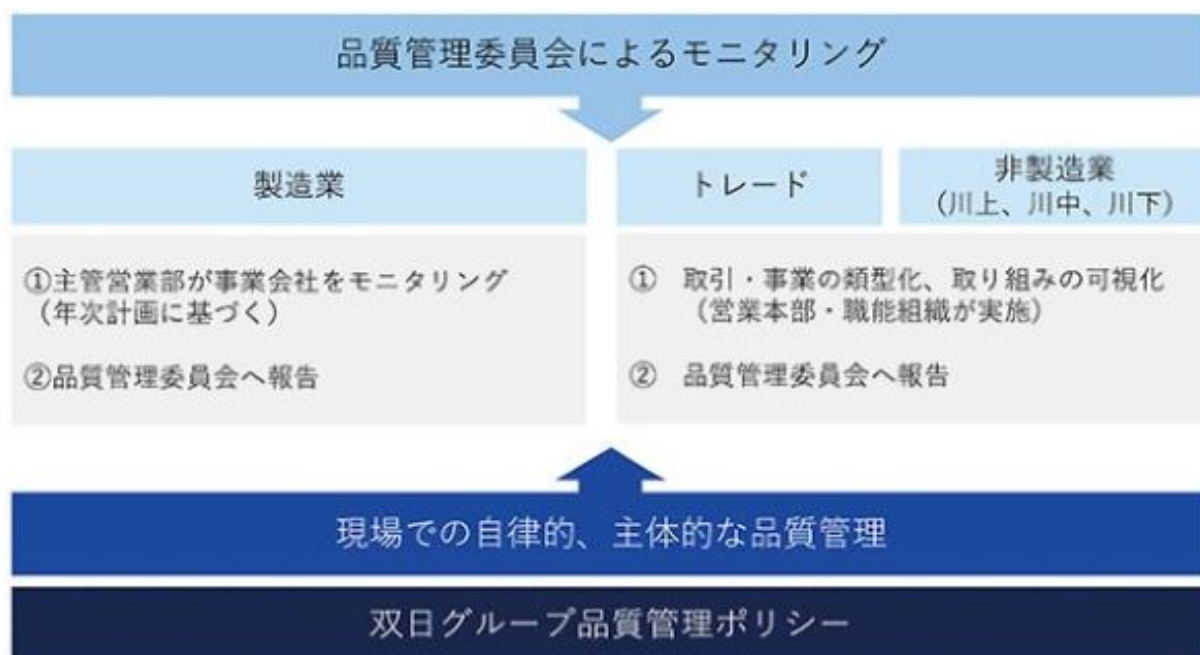 品質管理委員会によるモニタリング
製造業
①主管営業部が事業会社をモニタリング
（年次計画に基づく）
②品質管理委員会へ報告
トレード
非製造業
（川上、川中、川下）
① 取引・事業の類型化、取り組みの可視化
（営業本部・職能組織が実施）
② 品質管理委員会へ報告
現場での自律的、主体的な品質管理
双日グループ品質管理ポリシー